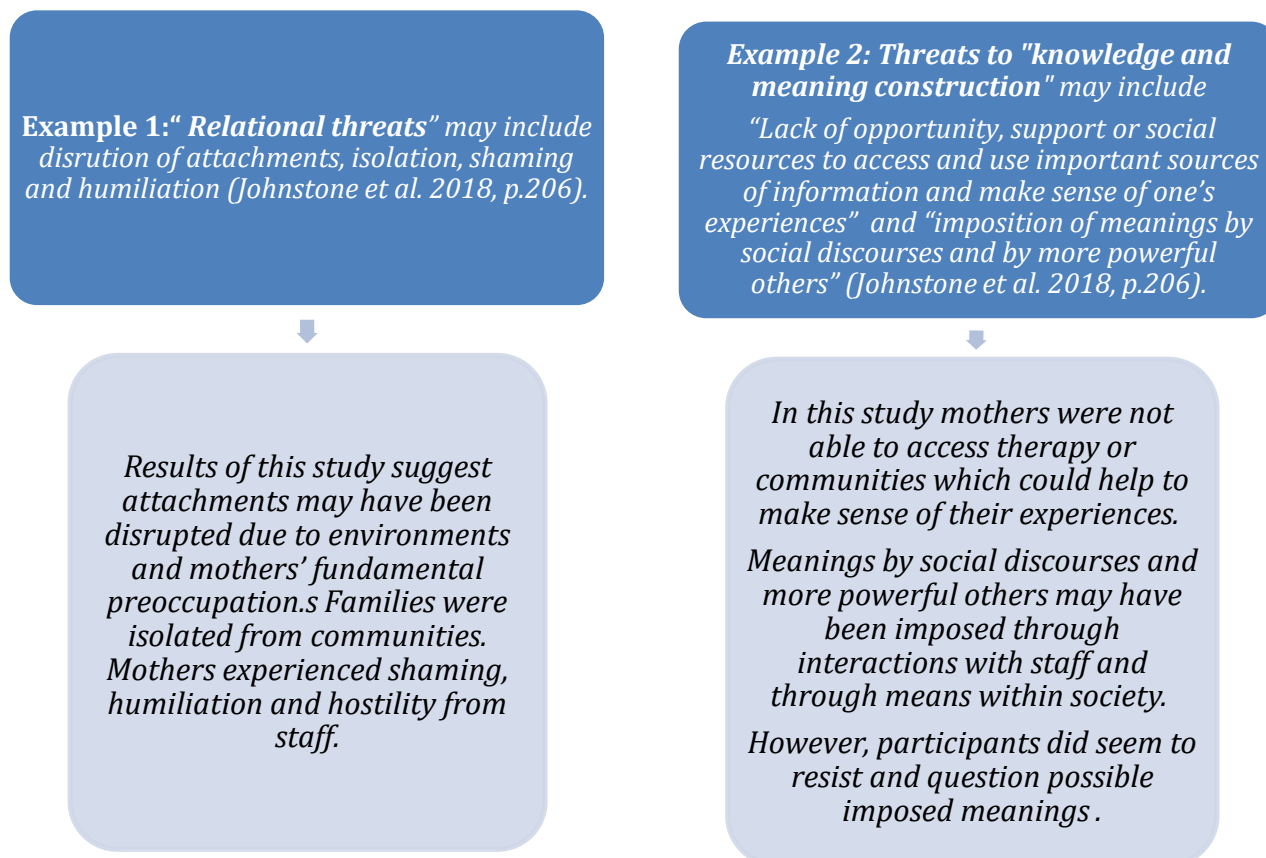 Example 1:“ Relational threats” may include
disrution of attachments, isolation, shaming
and humiliation (Johnstone et al. 2018, p.206).
Results of this study suggest
attachments may have been
disrupted due to environments
and mothers’ fundamental
preoccupation.s Families were
isolated from communities.
Mothers experienced shaming,
humiliation and hostility from
staff.
Example 2: Threats to "knowledge and
meaning construction" may include
“Lack of opportunity, support or social
resources to access and use important sources
of information and make sense of one’s
experiences” and “imposition of meanings by
social discourses and by more powerful
others” (Johnstone et al. 2018, p.206).
In this study mothers were not
able to access therapy or
communities which could help to
make sense of their experiences.
Meanings by social discourses and
more powerful others may have
been imposed through
interactions with staff and
through means within society.
However, participants did seem to
resist and question possible
imposed meanings .